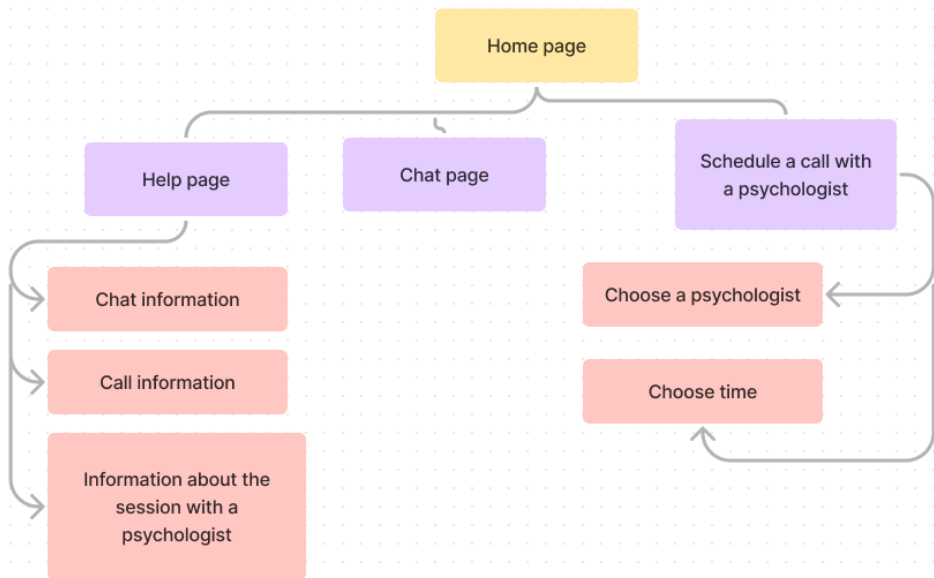 Home page
Help page
Chat page
Schedule a call with
a psychologist
Chat information
Call information
Information about the
session with a
psychologist
Choose a psychologist
Choose time